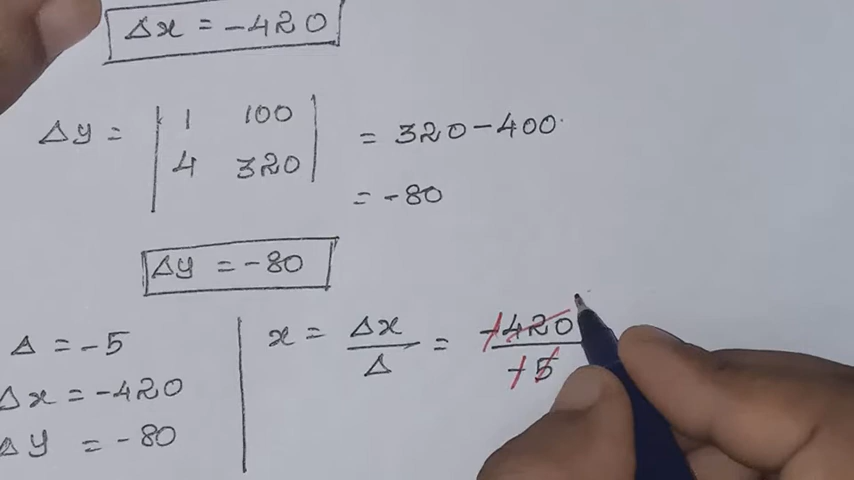 Δx = -420
Δy = | 1 100 | = 320-400
| 4 320 |
= -80
Δy = -80
Δ = -5
Δx = -420
Δy = -80
x = Δx/Δ = -420/-5